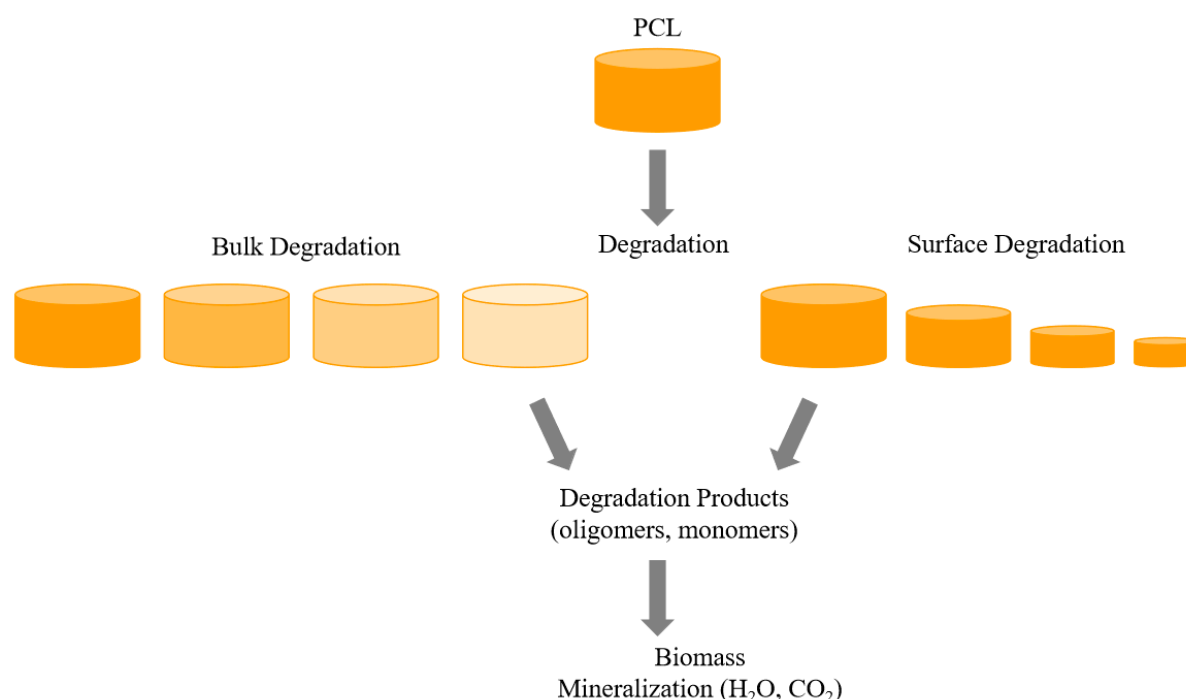 PCL
Bulk Degradation
Degradation
Surface Degradation
Degradation Products
(oligomers, monomers)
Biomass
Mineralization (H₂O, CO₂)